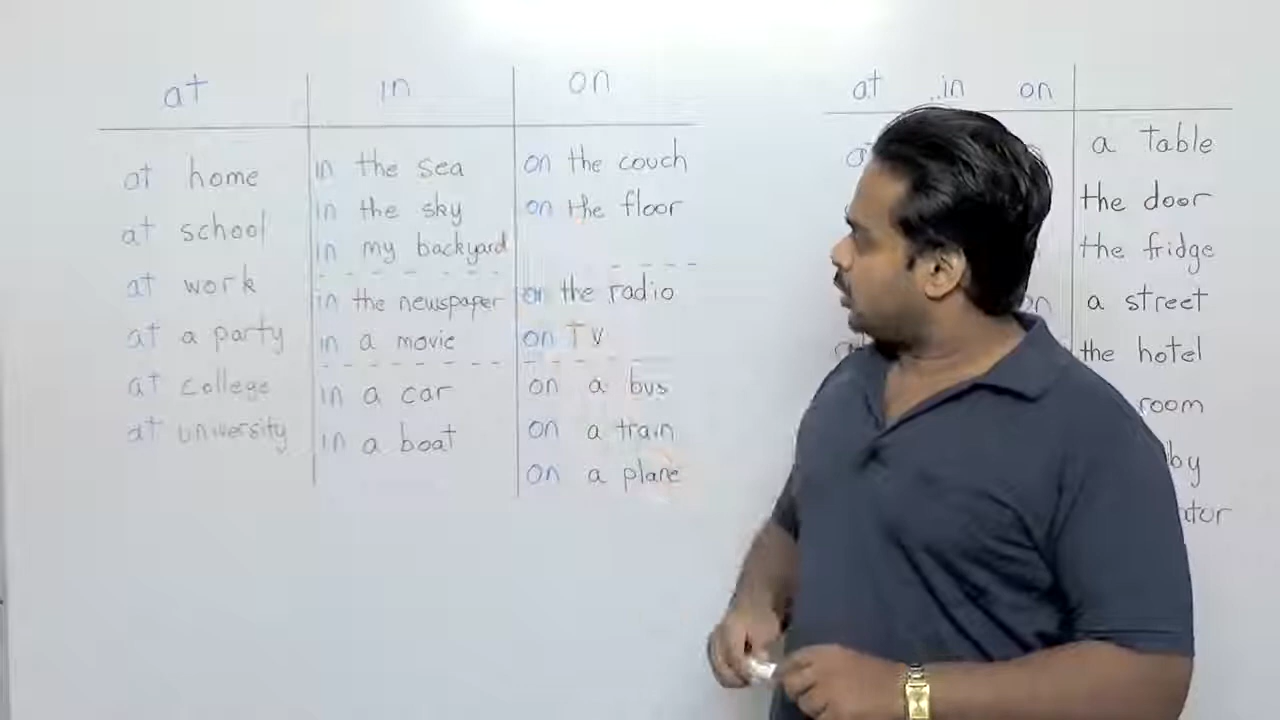 at in on
at home in the sea on the couch
at school in the sky on the floor
in my backyard
at work in the newspaper on the radio
at a party in a movie on TV
at college in a car on a bus
at university in a boat on a train
on a plane
at in on
a table
the door
the fridge
a street
the hotel
room